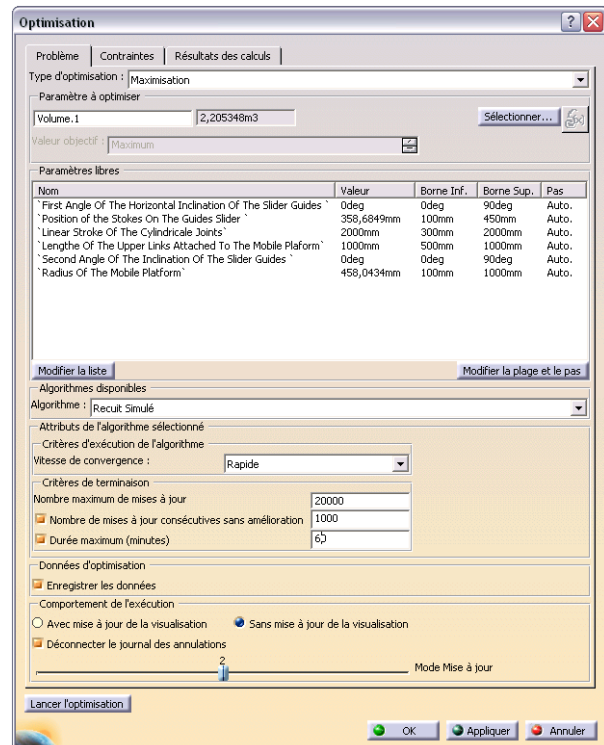 Optimisation
Problème Contraintes Résultats des calculs
Type d'optimisation : Maximisation
Paramètre à optimiser
Volume.1 2,205348m3 Sélectionner...
Valeur objectif : Maximum
Paramètres libres
Nom Valeur Borne Inf. Borne Sup. Pas
`First Angle Of The Horizontal Inclination Of The Slider Guides ` 0deg 0deg 90deg Auto.
`Position of the Stokes On The Guides Slider ` 358,6849mm 100mm 450mm Auto.
`Linear Stroke Of The Cylindricale Joints` 2000mm 300mm 2000mm Auto.
`Lengthe Of The Upper Links Attached To The Mobile Plaform` 1000mm 500mm 1000mm Auto.
`Second Angle Of The Inclination Of The Slider Guides ` 0deg 0deg 90deg Auto.
`Radius Of The Mobile Platform` 458,0434mm 100mm 1000mm Auto.
Modifier la liste Modifier la plage et le pas
Algorithmes disponibles
Algorithme : Recuit Simulé
Attributs de l'algorithme sélectionné
Critères d'exécution de l'algorithme
Vitesse de convergence : Rapide
Critères de terminaison
Nombre maximum de mises à jour 20000
Nombre de mises à jour consécutives sans amélioration 1000
Durée maximum (minutes)
Données d'optimisation
Enregistrer les données
Comportement de l'exécution
Avec mise à jour de la visualisation Sans mise à jour de la visualisation
Déconnecter le journal des annulations
2
Mode Mise à jour
Lancer l'optimisation
OK Appliquer Annuler